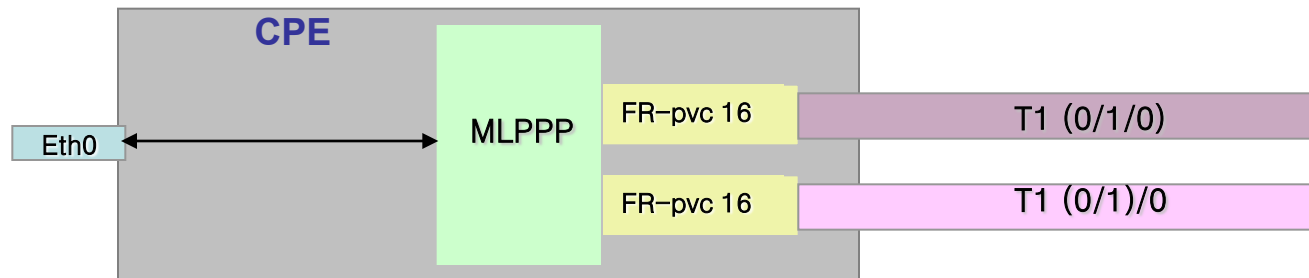 CPE
FR-pvc 16
T1 (0/1/0)
MLPPP
Eth0
FR-pvc 16
T1 (0/1)/0